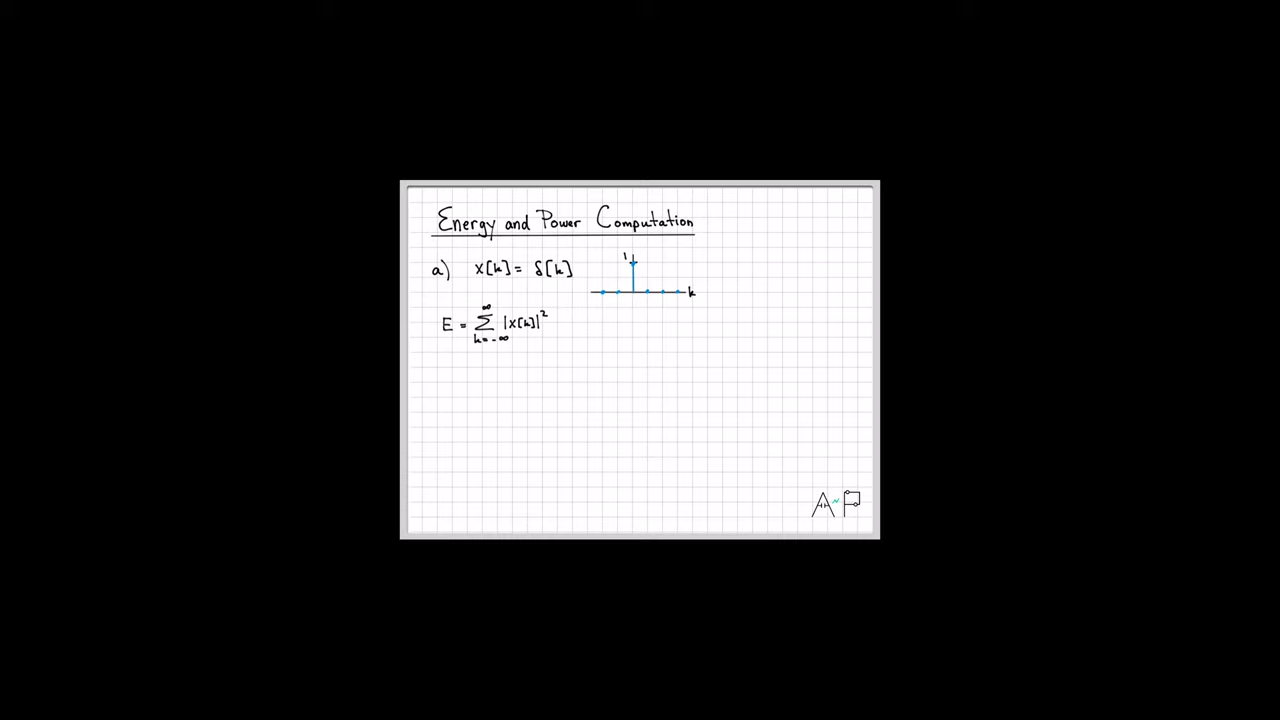 Energy and Power Computation
a) x[k] = δ[k]
1
k
E = ∞∑k=-∞ |x[k]|²
A~P